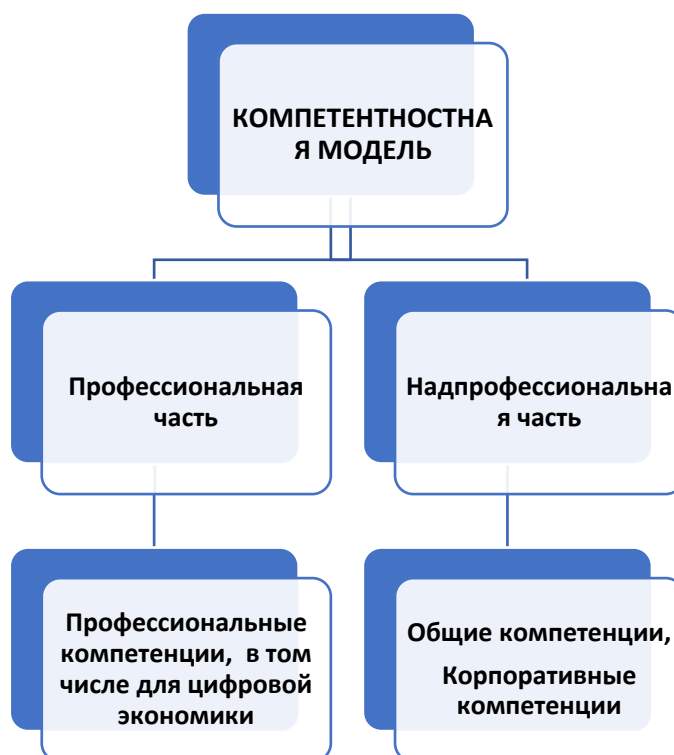 КОМПЕТЕНТНОСТНА
Я МОДЕЛЬ
Профессиональная
часть
Надпрофессиональна
я часть
Профессиональные
компетенции, в том
числе для цифровой
экономики
Общие компетенции,
Корпоративные
компетенции